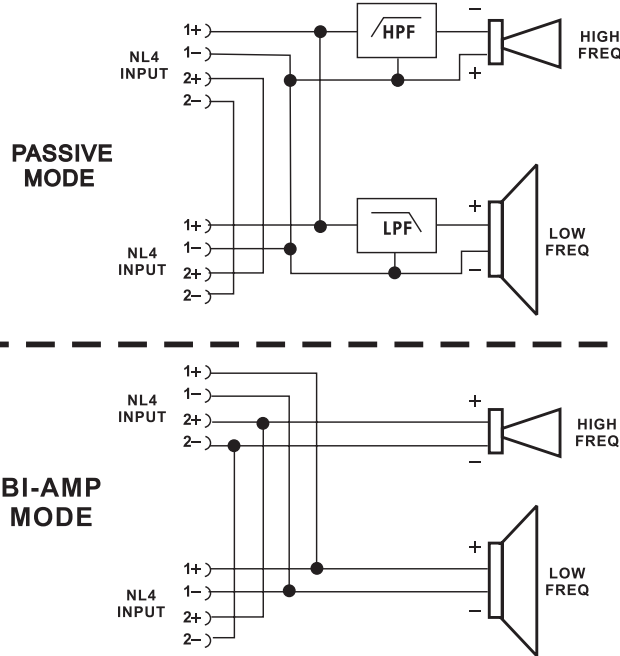 1+
1–
NL4
INPUT
2+
2–
HPF
–
+
HIGH
FREQ
PASSIVE
MODE
1+
1–
NL4
INPUT
2+
2–
LPF
+
–
LOW
FREQ
1+
1–
NL4
INPUT
2+
2–
+
–
HIGH
FREQ
BI-AMP
MODE
1+
1–
NL4
INPUT
2+
2–
+
–
LOW
FREQ